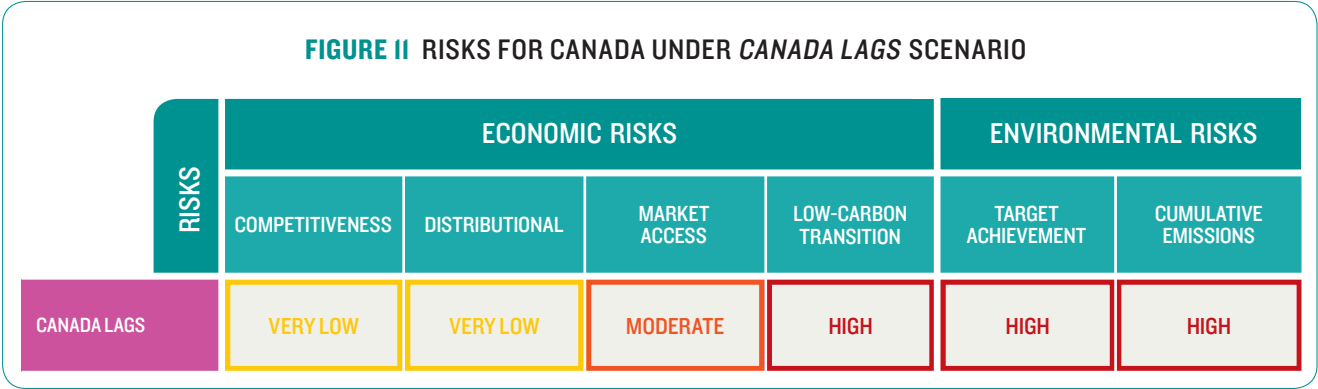 FIGURE 11 RISKS FOR CANADA UNDER CANADA LAGS SCENARIO
RISKS
ECONOMIC RISKS
ENVIRONMENTAL RISKS
COMPETITIVENESS
DISTRIBUTIONAL
MARKET
ACCESS
LOW-CARBON
TRANSITION
TARGET
ACHIEVEMENT
CUMULATIVE
EMISSIONS
CANADA LAGS
VERY LOW
VERY LOW
MODERATE
HIGH
HIGH
HIGH